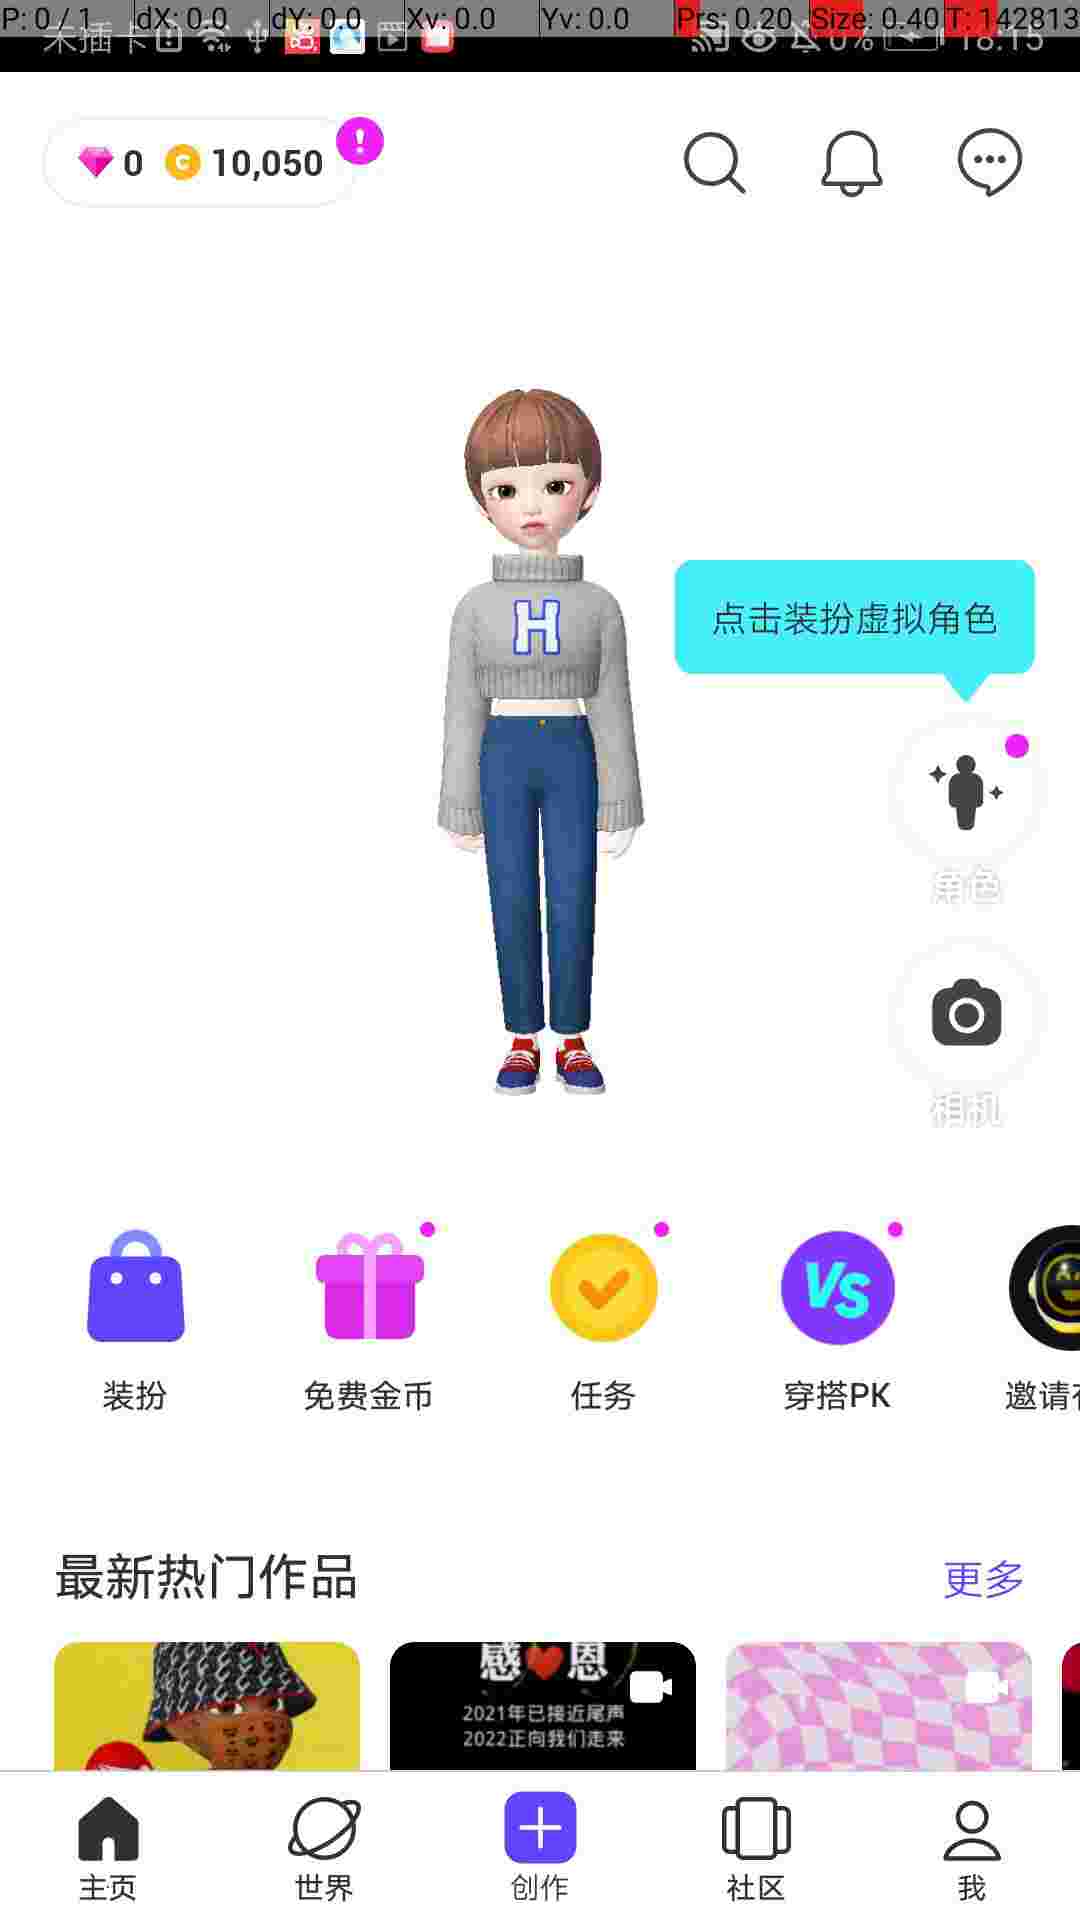 P: 0 / 1 dX: 0.0 dY: 0.0 Xv: 0.0 Yv: 0.0 Prs: 0.20 Size: 0.40 T: 142813
未插卡 0% 18:15
0 C 10,050 !
H
点击装扮虚拟角色
角色
相机
VS
装扮 免费金币 任务 穿搭PK 邀请
最新热门作品 更多
感 恩
2021年已接近尾声
2022正向我们走来
主页 世界 创作 社区 我